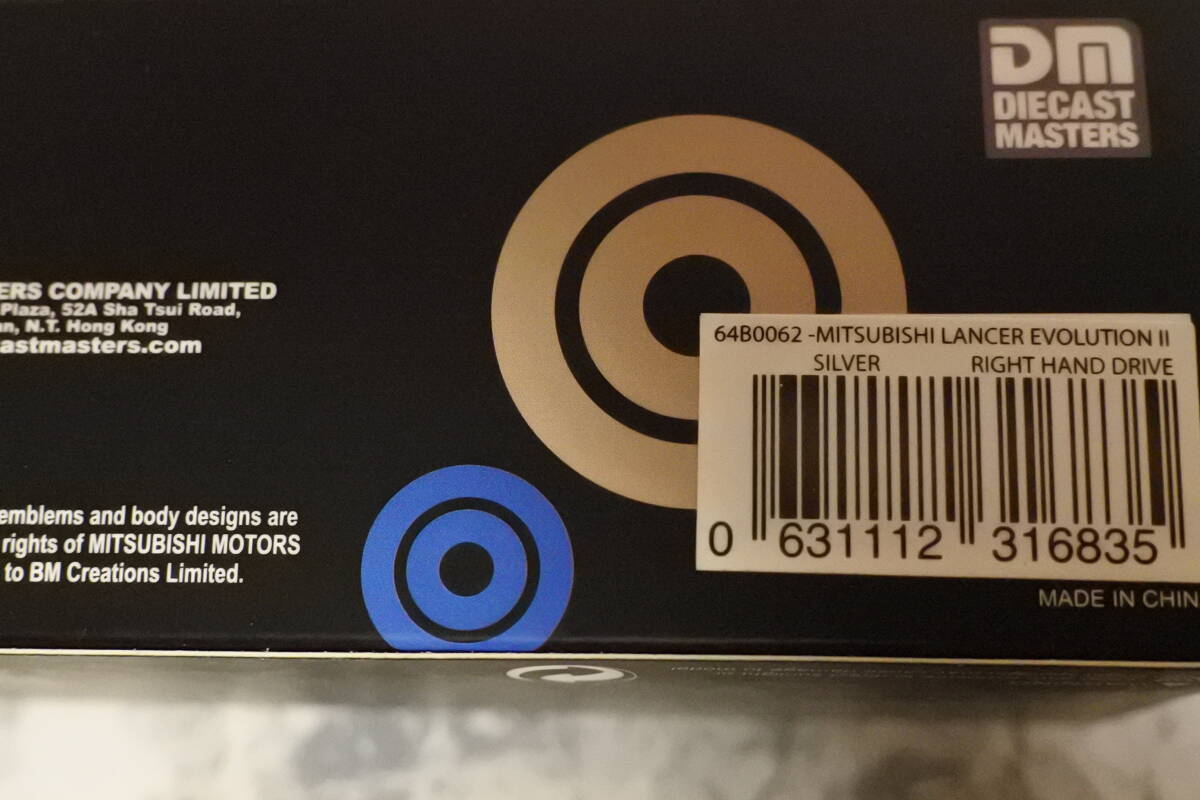 DM
DIECAST
MASTERS
ERS COMPANY LIMITED
Plaza, 52A Sha Tsui Road,
an, N.T. Hong Kong
astmasters.com
64B0062 -MITSUBISHI LANCER EVOLUTION II
SILVER RIGHT HAND DRIVE
0 631112 316835
emblems and body designs are
rights of MITSUBISHI MOTORS
to BM Creations Limited.
MADE IN CHIN